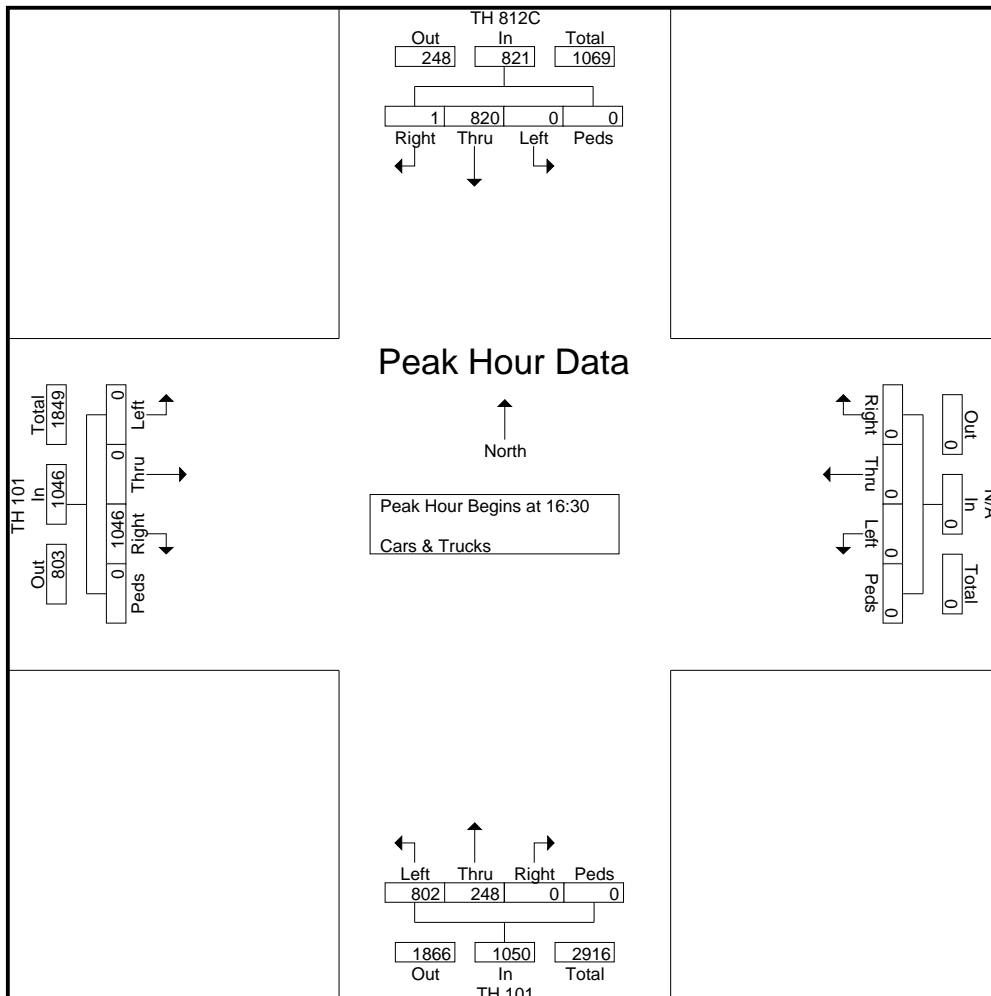 TH 812C
Out In Total
248 821 1069
1 820 0 0
Right Thru Left Peds
Peak Hour Data
North
Peak Hour Begins at 16:30
Cars & Trucks
TH 101
Out In Total
803 1046 1849
0 0 1046 0
Left Thru Right Peds
Right Thru Left Peds
0 0 0 0
Out In Total
0 0 0
N/A
Left Thru Right Peds
802 248 0 0
1866 1050 2916
Out In Total
TH 101